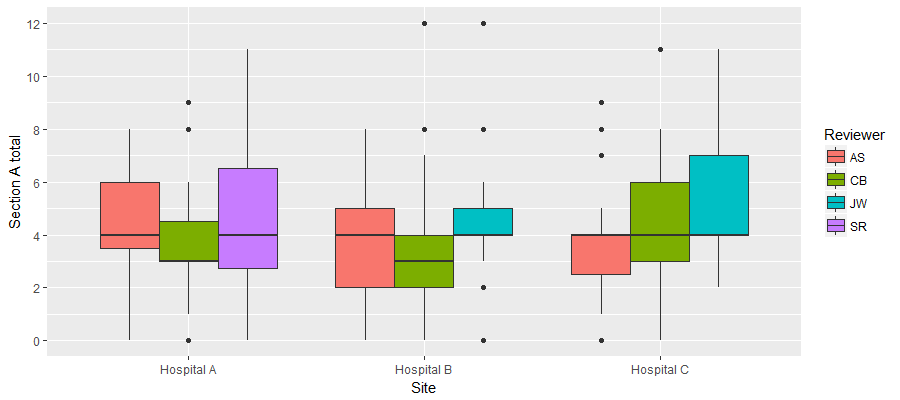 Section A total
12
10
8
6
4
2
0
Hospital A
Hospital B
Hospital C
Site
Reviewer
AS
CB
JW
SR